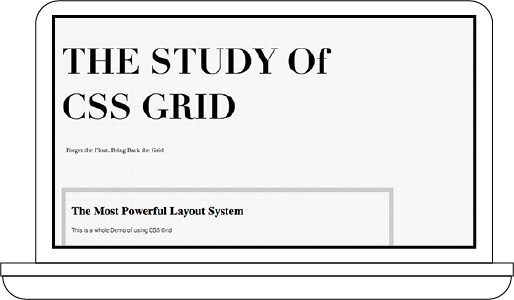 THE STUDY Of
CSS GRID
Forget the Float. Bring Back the Grid
The Most Powerful Layout System
This is a whole Demo of using CSS Grid